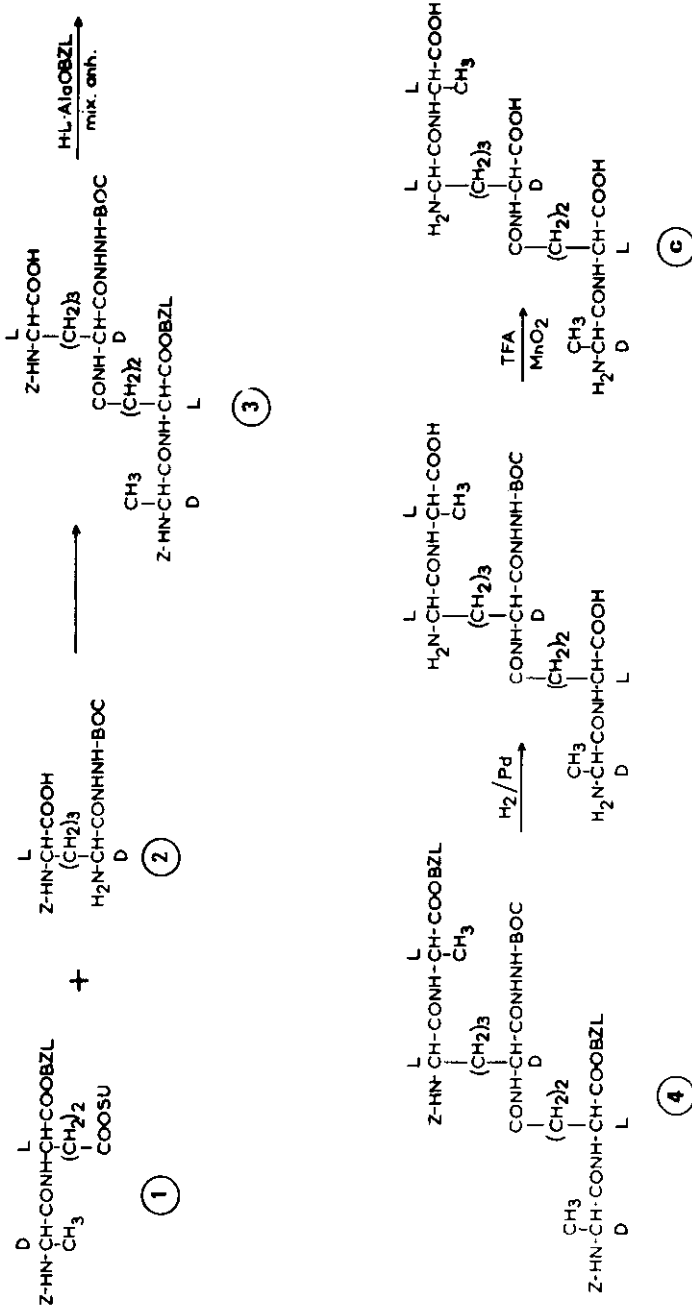 D L
Z-HN-CH-CONH-CH-COOBZL
CH3 (CH2)2
COOSU
1
+
L
Z-HN-CH-COOH
(CH2)3
H2N-CH-CONHNH-BOC
D
2
L
Z-HN-CH-COOH
(CH2)3
CONH-CH-CONHNH-BOC
D
(CH2)2
CH3
Z-HN-CH-CONH-CH-COOBZL
D L
3
H-L-AlaOBZL
mix. anh.
L L
Z-HN-CH-CONH-CH-COOBZL
CH3
(CH2)3
CONH-CH-CONHNH-BOC
D
(CH2)2
CH3
Z-HN-CH-CONH-CH-COOBZL
D L
4
H2/Pd
L L
H2N-CH-CONH-CH-COOH
CH3
(CH2)3
CONH-CH-CONHNH-BOC
D
(CH2)2
CH3
H2N-CH-CONH-CH-COOH
D L
TFA
MnO2
L L
H2N-CH-CONH-CH-COOH
CH3
(CH2)3
CONH-CH-COOH
D
(CH2)2
CH3
H2N-CH-CONH-CH-COOH
D L
c